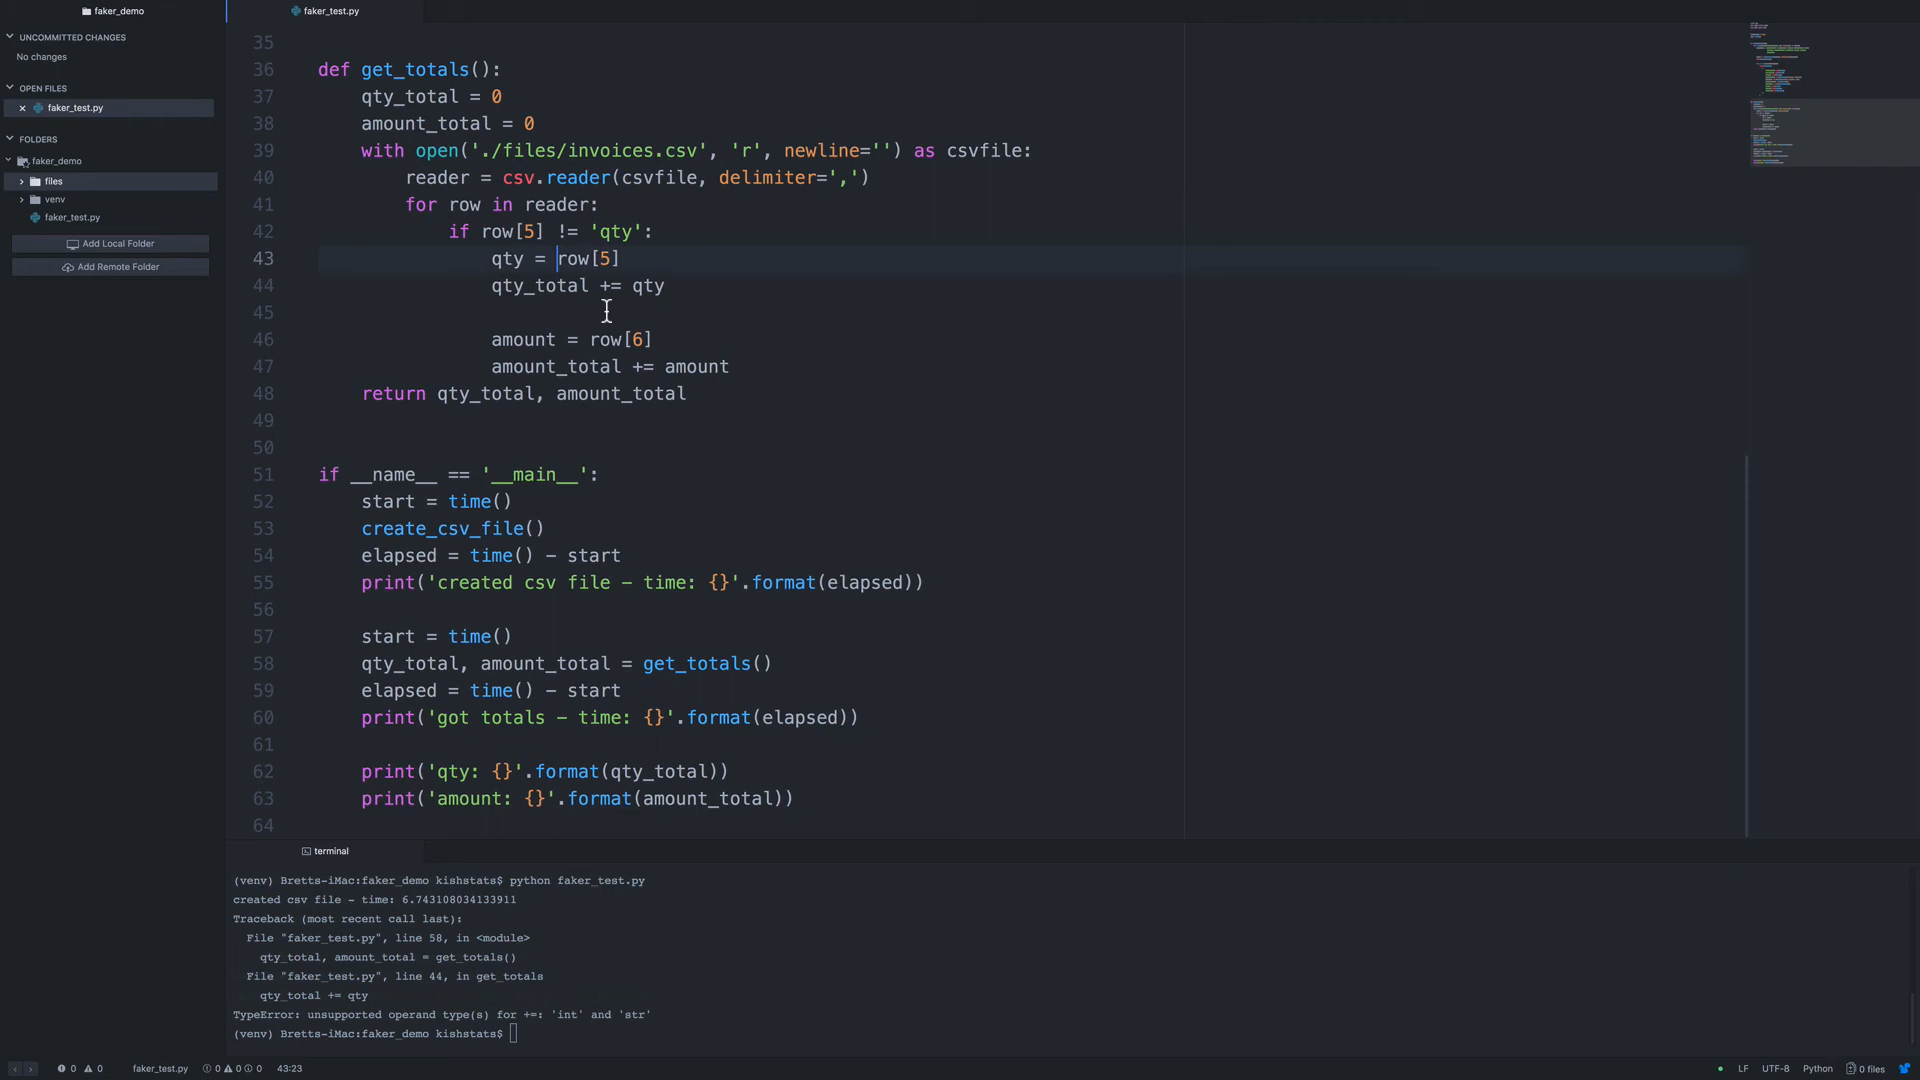 faker_demo
faker_test.py
UNCOMMITTED CHANGES
No changes
OPEN FILES
× faker_test.py
FOLDERS
faker_demo
files
venv
faker_test.py
Add Local Folder
Add Remote Folder
35
36 def get_totals():
37     qty_total = 0
38     amount_total = 0
39     with open('./files/invoices.csv', 'r', newline='') as csvfile:
40         reader = csv.reader(csvfile, delimiter=',')
41         for row in reader:
42             if row[5] != 'qty':
43                 qty = row[5]
44                 qty_total += qty
45
46                 amount = row[6]
47                 amount_total += amount
48     return qty_total, amount_total
49
50
51 if __name__ == '__main__':
52     start = time()
53     create_csv_file()
54     elapsed = time() - start
55     print('created csv file - time: {}'.format(elapsed))
56
57     start = time()
58     qty_total, amount_total = get_totals()
59     elapsed = time() - start
60     print('got totals - time: {}'.format(elapsed))
61
62     print('qty: {}'.format(qty_total))
63     print('amount: {}'.format(amount_total))
64
terminal
(venv) Bretts-iMac:faker_demo kishstats$ python faker_test.py
created csv file - time: 6.743108034133911
Traceback (most recent call last):
  File "faker_test.py", line 58, in <module>
    qty_total, amount_total = get_totals()
  File "faker_test.py", line 44, in get_totals
    qty_total += qty
TypeError: unsupported operand type(s) for +=: 'int' and 'str'
(venv) Bretts-iMac:faker_demo kishstats$
0 0 faker_test.py 0 0 0 43:23 LF UTF-8 Python 0 files